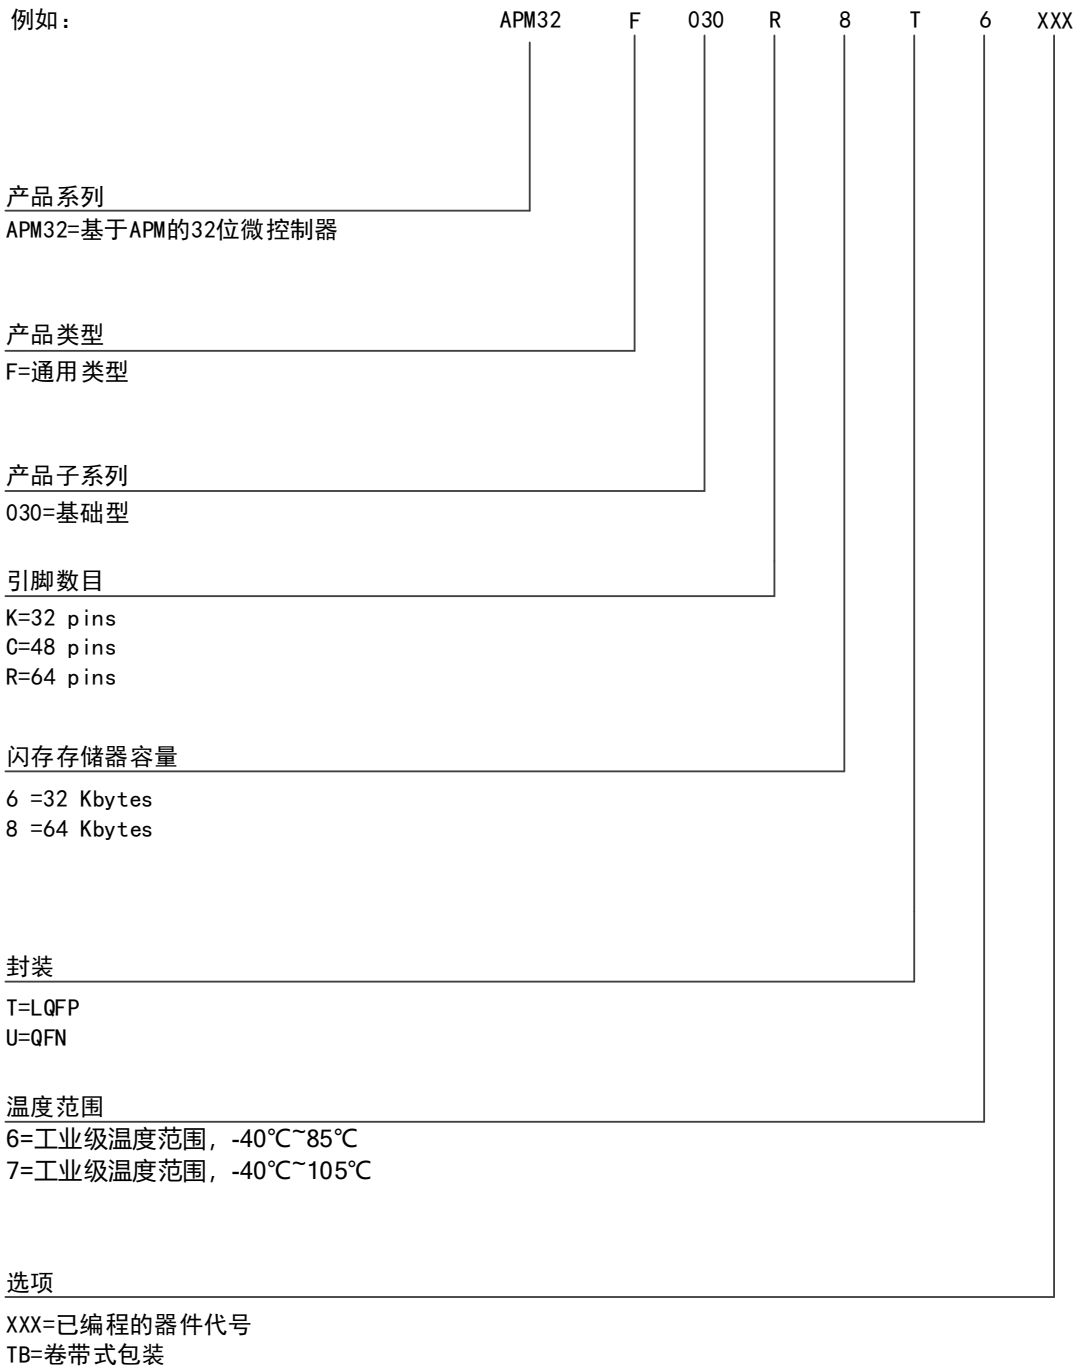 例如： APM32 F 030 R 8 T 6 XXX
产品系列
APM32=基于APM的32位微控制器
产品类型
F=通用类型
产品子系列
030=基础型
引脚数目
K=32 pins
C=48 pins
R=64 pins
闪存存储器容量
6 =32 Kbytes
8 =64 Kbytes
封装
T=LQFP
U=QFN
温度范围
6=工业级温度范围，-40℃~85℃
7=工业级温度范围，-40℃~105℃
选项
XXX=已编程的器件代号
TB=卷带式包装